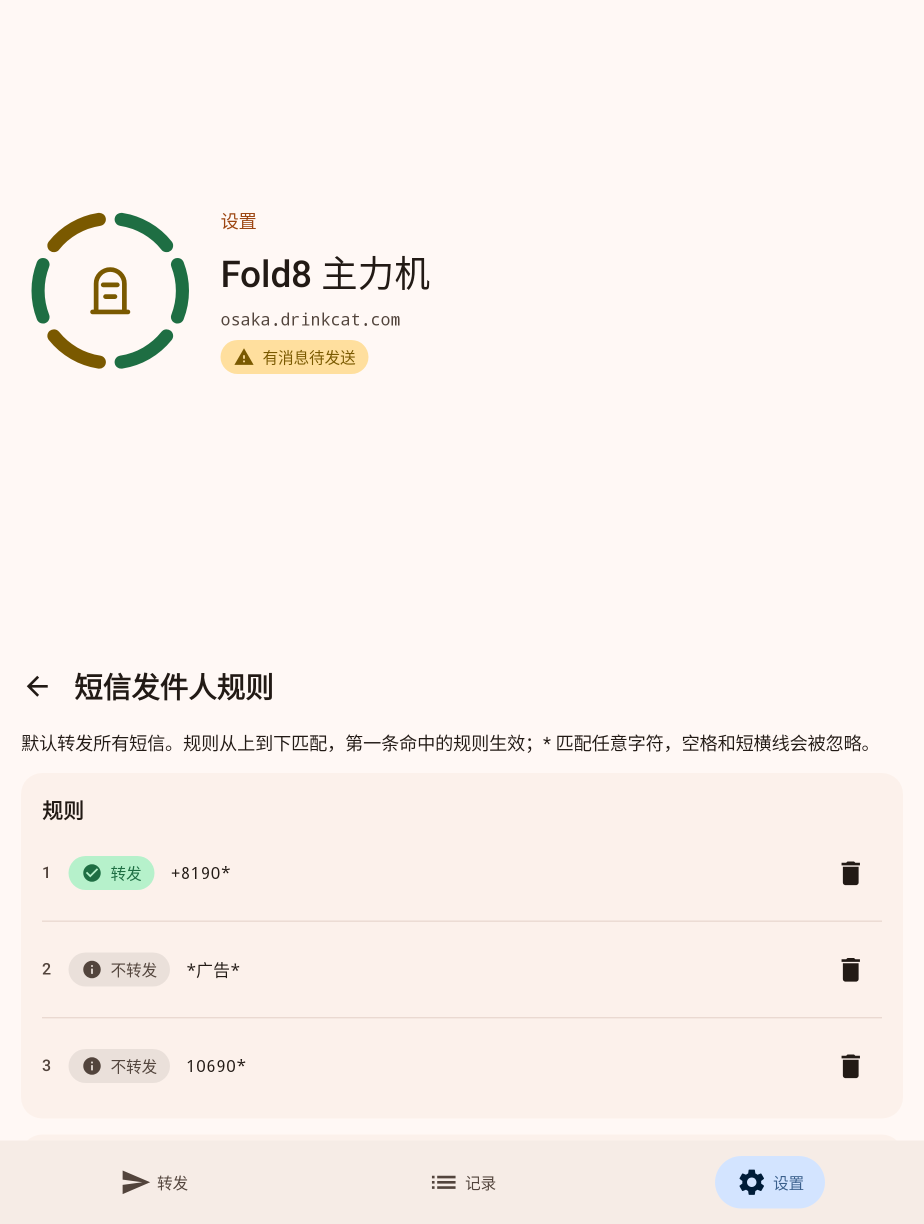 设置
Fold8 主力机
osaka.drinkcat.com
有消息待发送
短信发件人规则
默认转发所有短信。规则从上到下匹配，第一条命中的规则生效；* 匹配任意字符，空格和短横线会被忽略。
规则
1 转发 +8190*
2 不转发 *广告*
3 不转发 10690*
转发 记录 设置